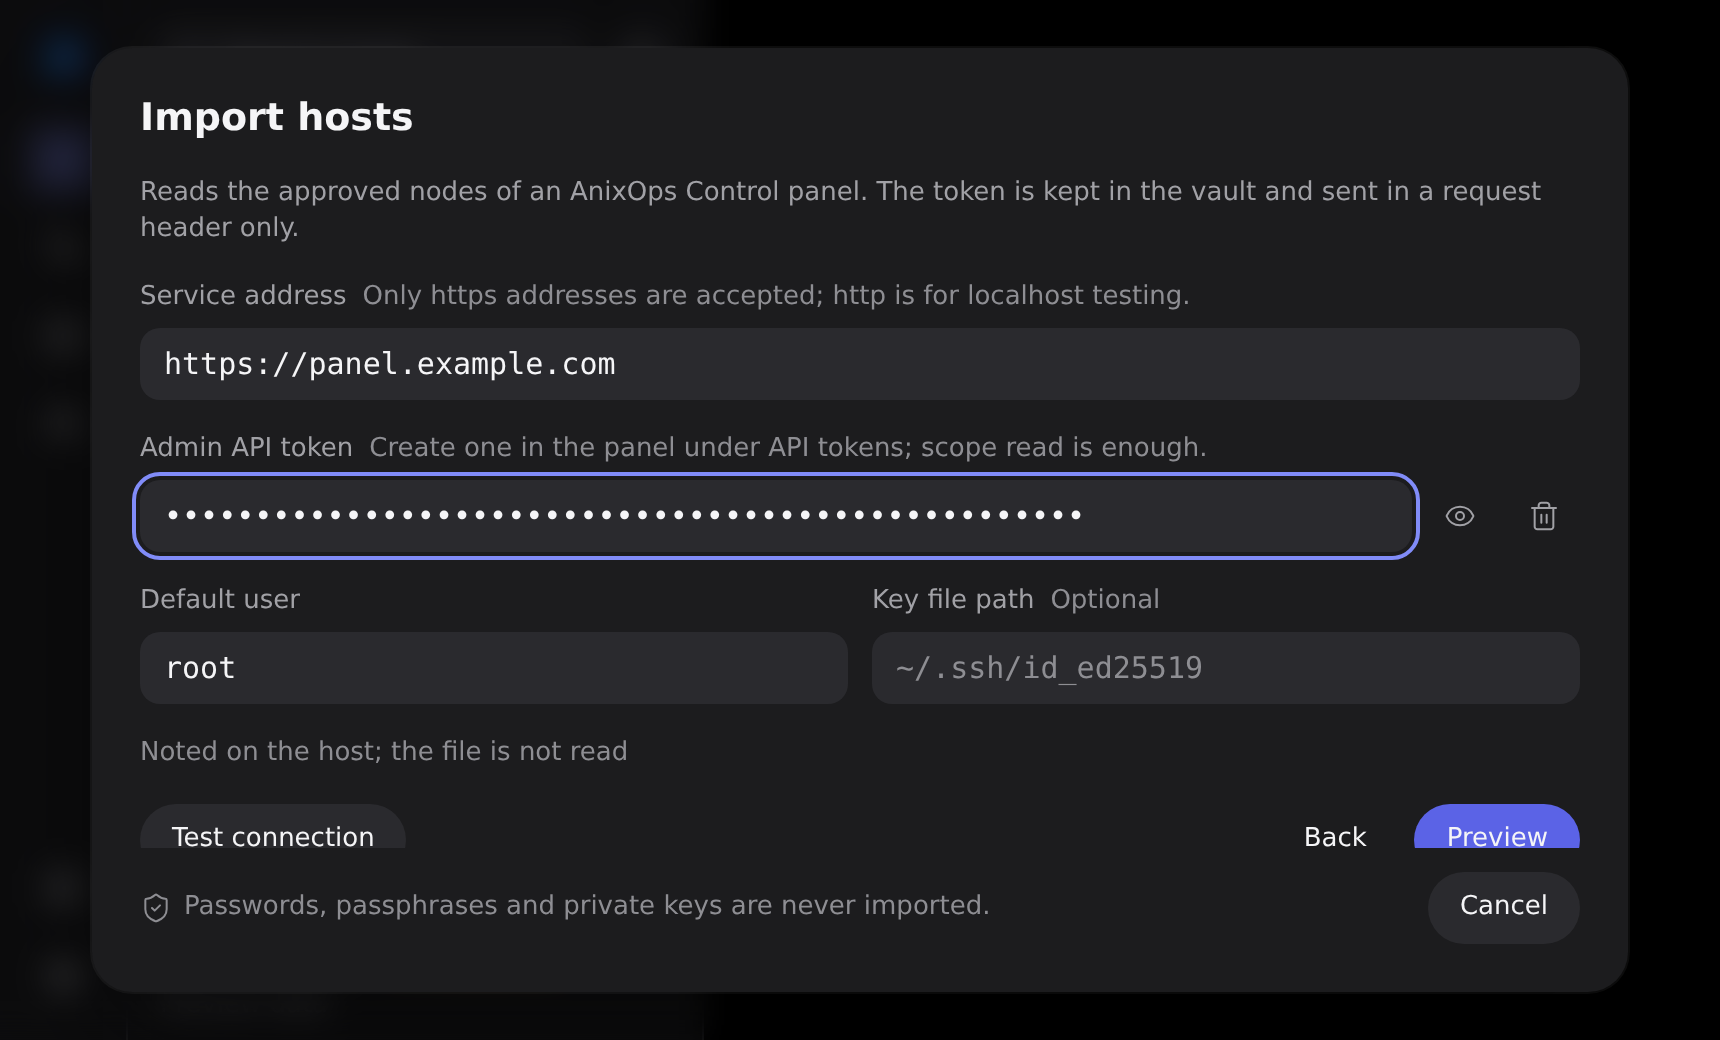 Import hosts
Reads the approved nodes of an AnixOps Control panel. The token is kept in the vault and sent in a request
header only.
Service address Only https addresses are accepted; http is for localhost testing.
https://panel.example.com
Admin API token Create one in the panel under API tokens; scope read is enough.
•••••••••••••••••••••••••••••••••••••••••••••••••••
Default user
Key file path Optional
root
~/.ssh/id_ed25519
Noted on the host; the file is not read
Test connection
Back
Preview
Passwords, passphrases and private keys are never imported.
Cancel